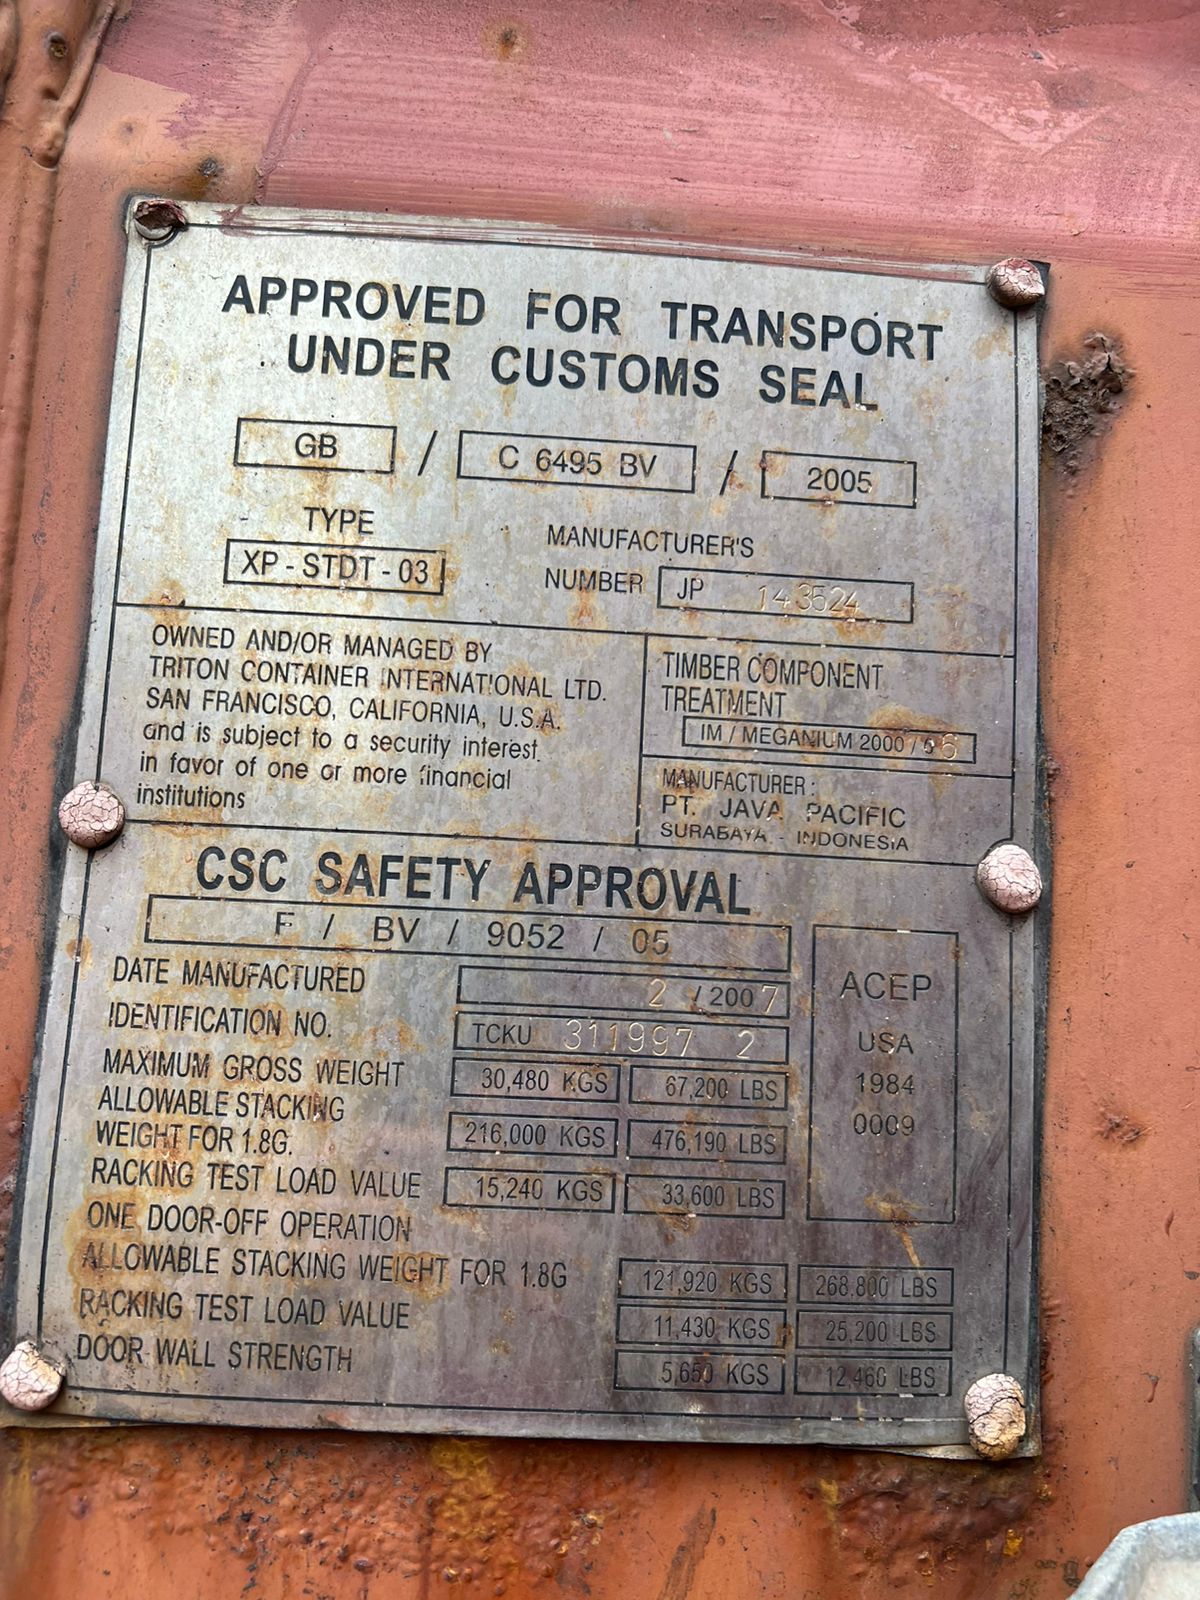 APPROVED FOR TRANSPORT
UNDER CUSTOMS SEAL
GB / C 6495 BV / 2005
TYPE
XP - STDT - 03
MANUFACTURER'S
NUMBER JP 143524
OWNED AND/OR MANAGED BY
TRITON CONTAINER INTERNATIONAL LTD.
SAN FRANCISCO, CALIFORNIA, U.S.A.
and is subject to a security interest
in favor of one or more financial
institutions
TIMBER COMPONENT
TREATMENT
IM / MEGANIUM 2000 /
MANUFACTURER :
PT. JAVA PACIFIC
SURABAYA - INDONESIA
CSC SAFETY APPROVAL
F / BV / 9052 / 05
DATE MANUFACTURED 2 / 2007
IDENTIFICATION NO. TCKU 311997 2
MAXIMUM GROSS WEIGHT 30,480 KGS 67,200 LBS
ALLOWABLE STACKING
WEIGHT FOR 1.8G. 216,000 KGS 476,190 LBS
RACKING TEST LOAD VALUE 15,240 KGS 33,600 LBS
ONE DOOR-OFF OPERATION
ALLOWABLE STACKING WEIGHT FOR 1.8G 121,920 KGS 268,800 LBS
RACKING TEST LOAD VALUE 11,430 KGS 25,200 LBS
DOOR WALL STRENGTH 5,650 KGS 12,460 LBS
ACEP
USA
1984
0009